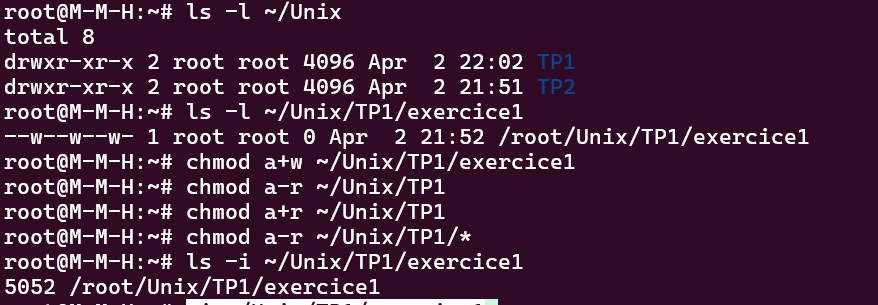 root@M-M-H:~# ls -l ~/Unix
total 8
drwxr-xr-x 2 root root 4096 Apr  2 22:02 TP1
drwxr-xr-x 2 root root 4096 Apr  2 21:51 TP2
root@M-M-H:~# ls -l ~/Unix/TP1/exercice1
--w--w--w- 1 root root 0 Apr  2 21:52 /root/Unix/TP1/exercice1
root@M-M-H:~# chmod a+w ~/Unix/TP1/exercice1
root@M-M-H:~# chmod a-r ~/Unix/TP1
root@M-M-H:~# chmod a+r ~/Unix/TP1
root@M-M-H:~# chmod a-r ~/Unix/TP1/*
root@M-M-H:~# ls -i ~/Unix/TP1/exercice1
5052 /root/Unix/TP1/exercice1